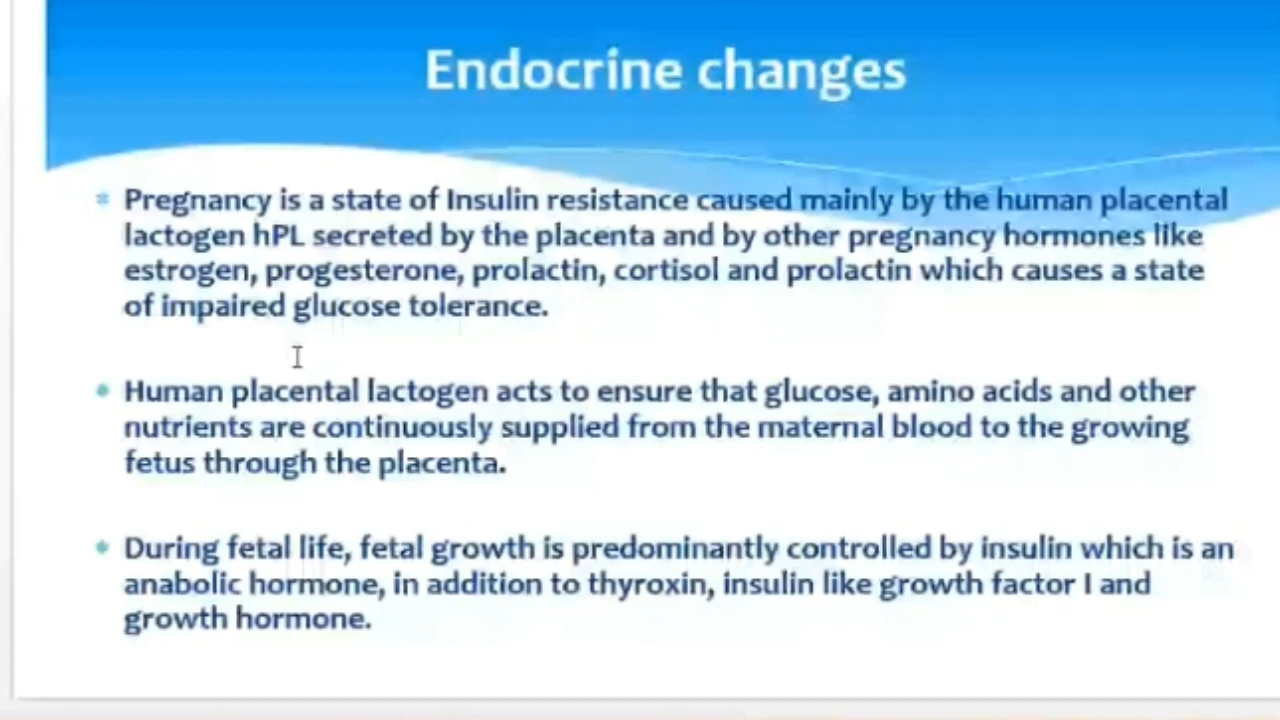 Endocrine changes
Pregnancy is a state of Insulin resistance caused mainly by the human placental
lactogen hPL secreted by the placenta and by other pregnancy hormones like
estrogen, progesterone, prolactin, cortisol and prolactin which causes a state
of impaired glucose tolerance.
Human placental lactogen acts to ensure that glucose, amino acids and other
nutrients are continuously supplied from the maternal blood to the growing
fetus through the placenta.
During fetal life, fetal growth is predominantly controlled by insulin which is an
anabolic hormone, in addition to thyroxin, insulin like growth factor I and
growth hormone.